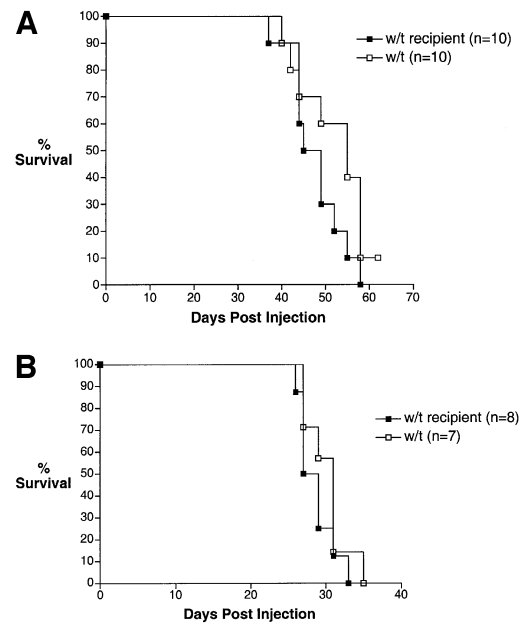 A
100
90
80
70
60
50
40
30
20
10
0
%
Survival
0 10 20 30 40 50 60 70
Days Post Injection
w/t recipient (n=10)
w/t (n=10)
B
100
90
80
70
60
50
40
30
20
10
0
%
Survival
0 10 20 30 40
Days Post Injection
w/t recipient (n=8)
w/t (n=7)